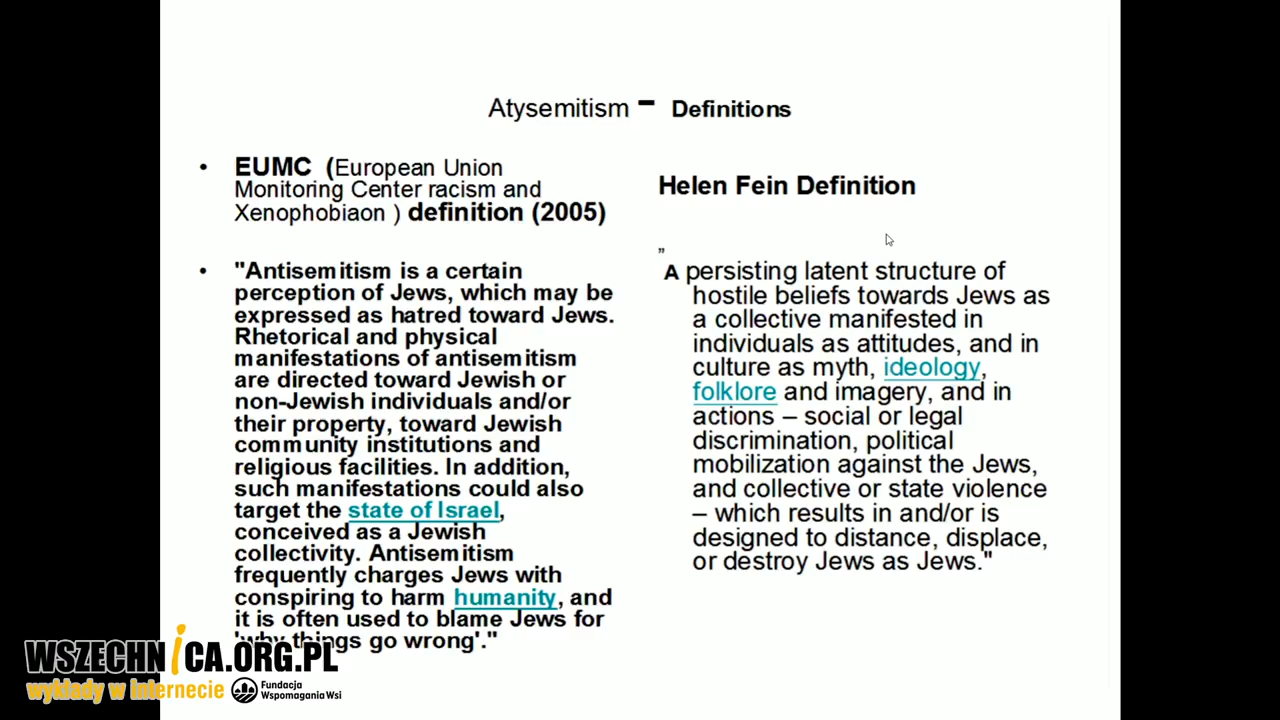 Atysemitism – Definitions
• EUMC (European Union
Monitoring Center racism and
Xenophobiaon ) definition (2005)
• "Antisemitism is a certain
perception of Jews, which may be
expressed as hatred toward Jews.
Rhetorical and physical
manifestations of antisemitism
are directed toward Jewish or
non-Jewish individuals and/or
their property, toward Jewish
community institutions and
religious facilities. In addition,
such manifestations could also
target the state of Israel,
conceived as a Jewish
collectivity. Antisemitism
frequently charges Jews with
conspiring to harm humanity, and
it is often used to blame Jews for
'why things go wrong'."
Helen Fein Definition
”
A persisting latent structure of
hostile beliefs towards Jews as
a collective manifested in
individuals as attitudes, and in
culture as myth, ideology,
folklore and imagery, and in
actions – social or legal
discrimination, political
mobilization against the Jews,
and collective or state violence
– which results in and/or is
designed to distance, displace,
or destroy Jews as Jews."
WSZECHNICA.ORG.PL
wykłady w internecie
Fundacja
Wspomagania Wsi